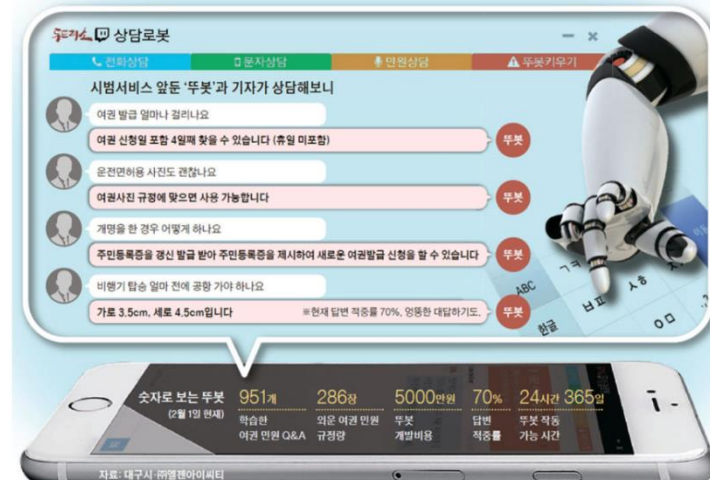 뚜디소 상담로봇
전화상담 문자상담 민원상담 뚜봇키우기
시범서비스 앞둔 '뚜봇'과 기자가 상담해보니
여권 발급 얼마나 걸리나요
여권 신청일 포함 4일째 찾을 수 있습니다 (휴일 미포함) 뚜봇
운전면허용 사진도 괜찮나요
여권사진 규정에 맞으면 사용 가능합니다 뚜봇
개명을 한 경우 어떻게 하나요
주민등록증을 갱신 발급 받아 주민등록증을 제시하여 새로운 여권발급 신청을 할 수 있습니다 뚜봇
비행기 탑승 얼마 전에 공항 가야 하나요
가로 3.5cm, 세로 4.5cm입니다 ※현재 답변 적중률 70%, 엉뚱한 대답하기도. 뚜봇
ㄱㅋ
ABC ㅂㅍ ㅅㅎ
한글 ㅇㅁ
숫자로 보는 뚜봇 951개 286장 5000만원 70% 24시간 365일
(2월 1일 현재) 학습한 외운 여권 민원 뚜봇 답변 뚜봇 작동
여권 민원 Q&A 규정량 개발비용 적중률 가능 시간
자료: 대구시·㈜엘젠아이씨티